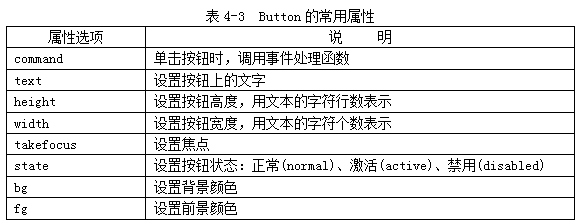 表 4-3 Button 的常用属性
属性选项 说 明
command 单击按钮时，调用事件处理函数
text 设置按钮上的文字
height 设置按钮高度，用文本的字符行数表示
width 设置按钮宽度，用文本的字符个数表示
takefocus 设置焦点
state 设置按钮状态：正常(normal)、激活(active)、禁用(disabled)
bg 设置背景颜色
fg 设置前景颜色